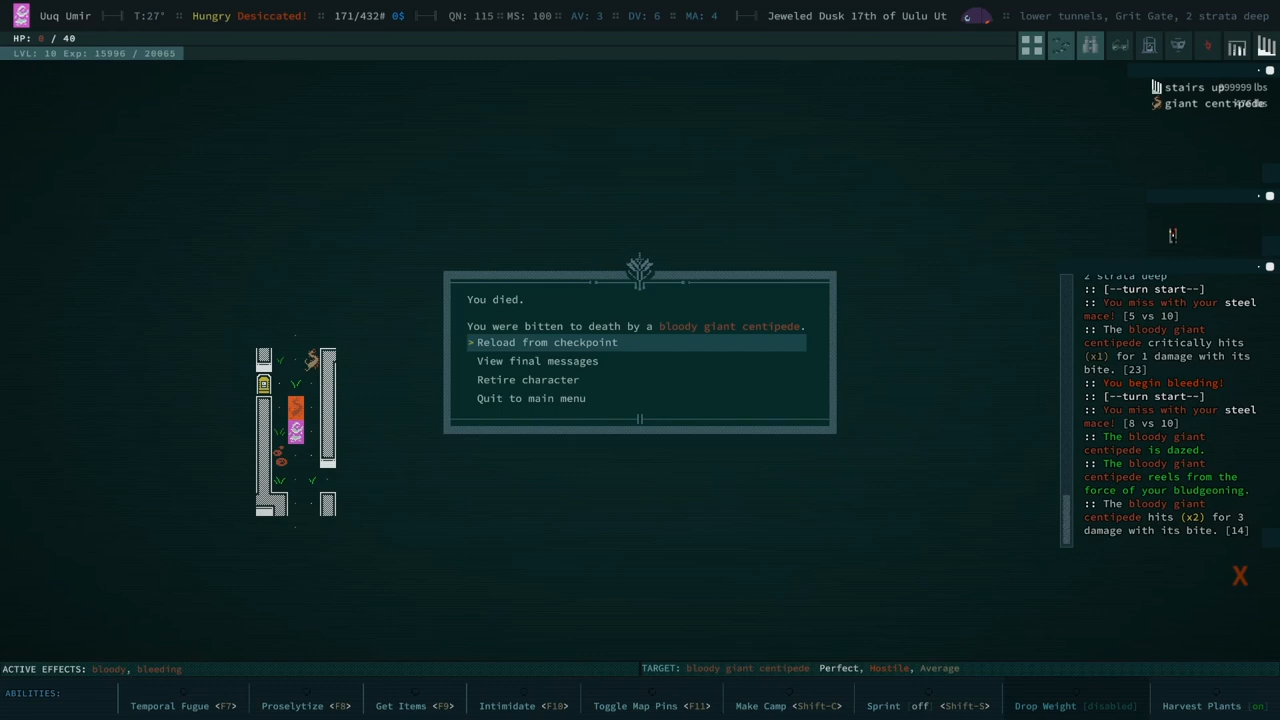 Uuq Umir T:27° :: Hungry Desiccated! :: 171/432# 0$ QN: 115 :: MS: 100 :: AV: 3 :: DV: 6 :: MA: 4 Jeweled Dusk 17th of Uulu Ut :: lower tunnels, Grit Gate, 2 strata deep
HP: 0 / 40
LVL: 10 Exp: 15996 / 20065
stairs up
giant centipede
2 strata deep
:: [--turn start--]
:: You miss with your steel
mace! [5 vs 10]
:: The bloody giant
centipede critically hits
(x1) for 1 damage with its
bite. [23]
:: You begin bleeding!
:: [--turn start--]
:: You miss with your steel
mace! [8 vs 10]
:: The bloody giant
centipede is dazed.
:: The bloody giant
centipede reels from the
force of your bludgeoning.
:: The bloody giant
centipede hits (x2) for 3
damage with its bite. [14]
X
You died.
You were bitten to death by a bloody giant centipede.
> Reload from checkpoint
View final messages
Retire character
Quit to main menu
ACTIVE EFFECTS: bloody, bleeding
TARGET: bloody giant centipede Perfect, Hostile, Average
ABILITIES: Temporal Fugue <F7> Proselytize <F8> Get Items <F9> Intimidate <F10> Toggle Map Pins <F11> Make Camp <Shift-C> Sprint [off] <Shift-S> Drop Weight [disabled] Harvest Plants [on]